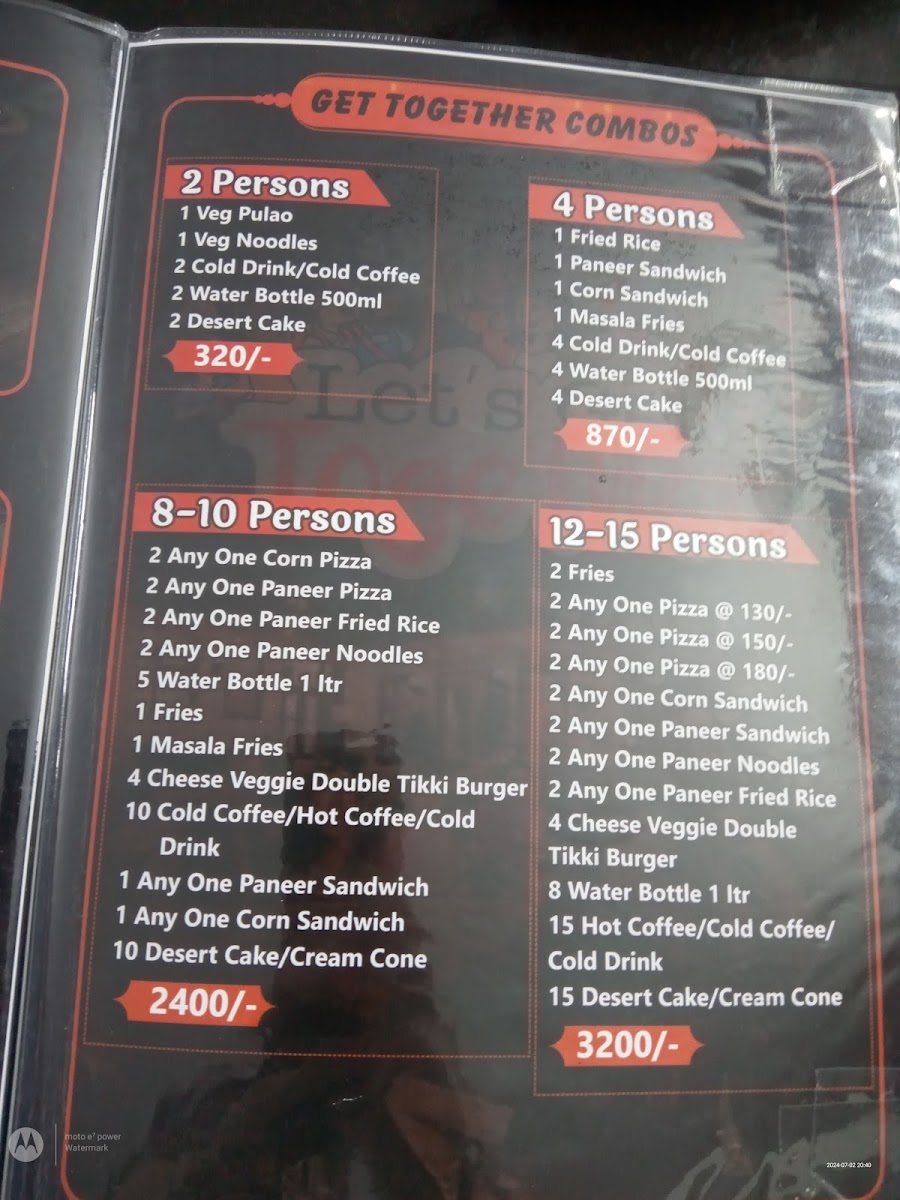 GET TOGETHER COMBOS
2 Persons
1 Veg Pulao
1 Veg Noodles
2 Cold Drink/Cold Coffee
2 Water Bottle 500ml
2 Desert Cake
320/-
4 Persons
1 Fried Rice
1 Paneer Sandwich
1 Corn Sandwich
1 Masala Fries
4 Cold Drink/Cold Coffee
4 Water Bottle 500ml
4 Desert Cake
870/-
Let's
8-10 Persons
2 Any One Corn Pizza
2 Any One Paneer Pizza
2 Any One Paneer Fried Rice
2 Any One Paneer Noodles
5 Water Bottle 1 ltr
1 Fries
1 Masala Fries
4 Cheese Veggie Double Tikki Burger
10 Cold Coffee/Hot Coffee/Cold
Drink
1 Any One Paneer Sandwich
1 Any One Corn Sandwich
10 Desert Cake/Cream Cone
2400/-
12-15 Persons
2 Fries
2 Any One Pizza @ 130/-
2 Any One Pizza @ 150/-
2 Any One Pizza @ 180/-
2 Any One Corn Sandwich
2 Any One Paneer Sandwich
2 Any One Paneer Noodles
2 Any One Paneer Fried Rice
4 Cheese Veggie Double
Tikki Burger
8 Water Bottle 1 ltr
15 Hot Coffee/Cold Coffee/
Cold Drink
15 Desert Cake/Cream Cone
3200/-
moto e⁷ power
Watermark
2024-07-02 20:40